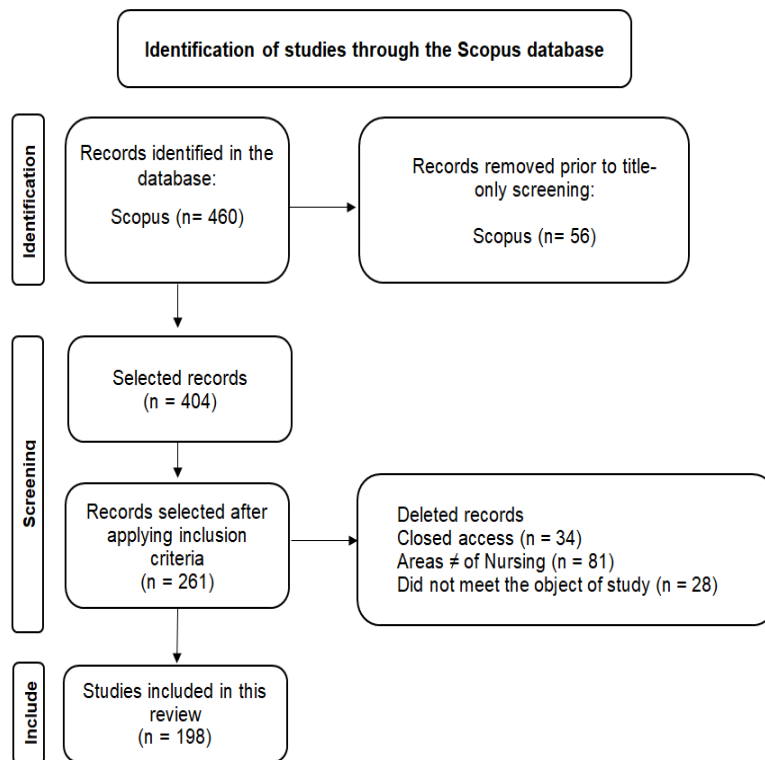 Identification of studies through the Scopus database
Identification
Records identified in the
database:
Scopus (n= 460)
Records removed prior to title-
only screening:
Scopus (n= 56)
Screening
Selected records
(n = 404)
Records selected after
applying inclusion
criteria
(n = 261)
Deleted records
Closed access (n = 34)
Areas ≠ of Nursing (n = 81)
Did not meet the object of study (n = 28)
Include
Studies included in this
review
(n = 198)